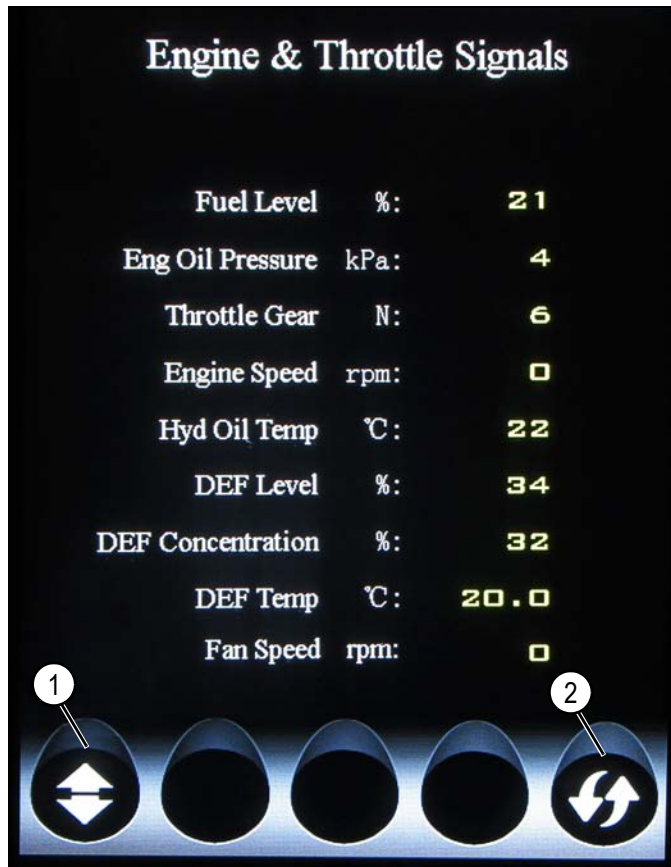 Engine & Throttle Signals
Fuel Level %: 21
Eng Oil Pressure kPa: 4
Throttle Gear N: 6
Engine Speed rpm: 0
Hyd Oil Temp ℃: 22
DEF Level %: 34
DEF Concentration %: 32
DEF Temp ℃: 20.0
Fan Speed rpm: 0
1
2